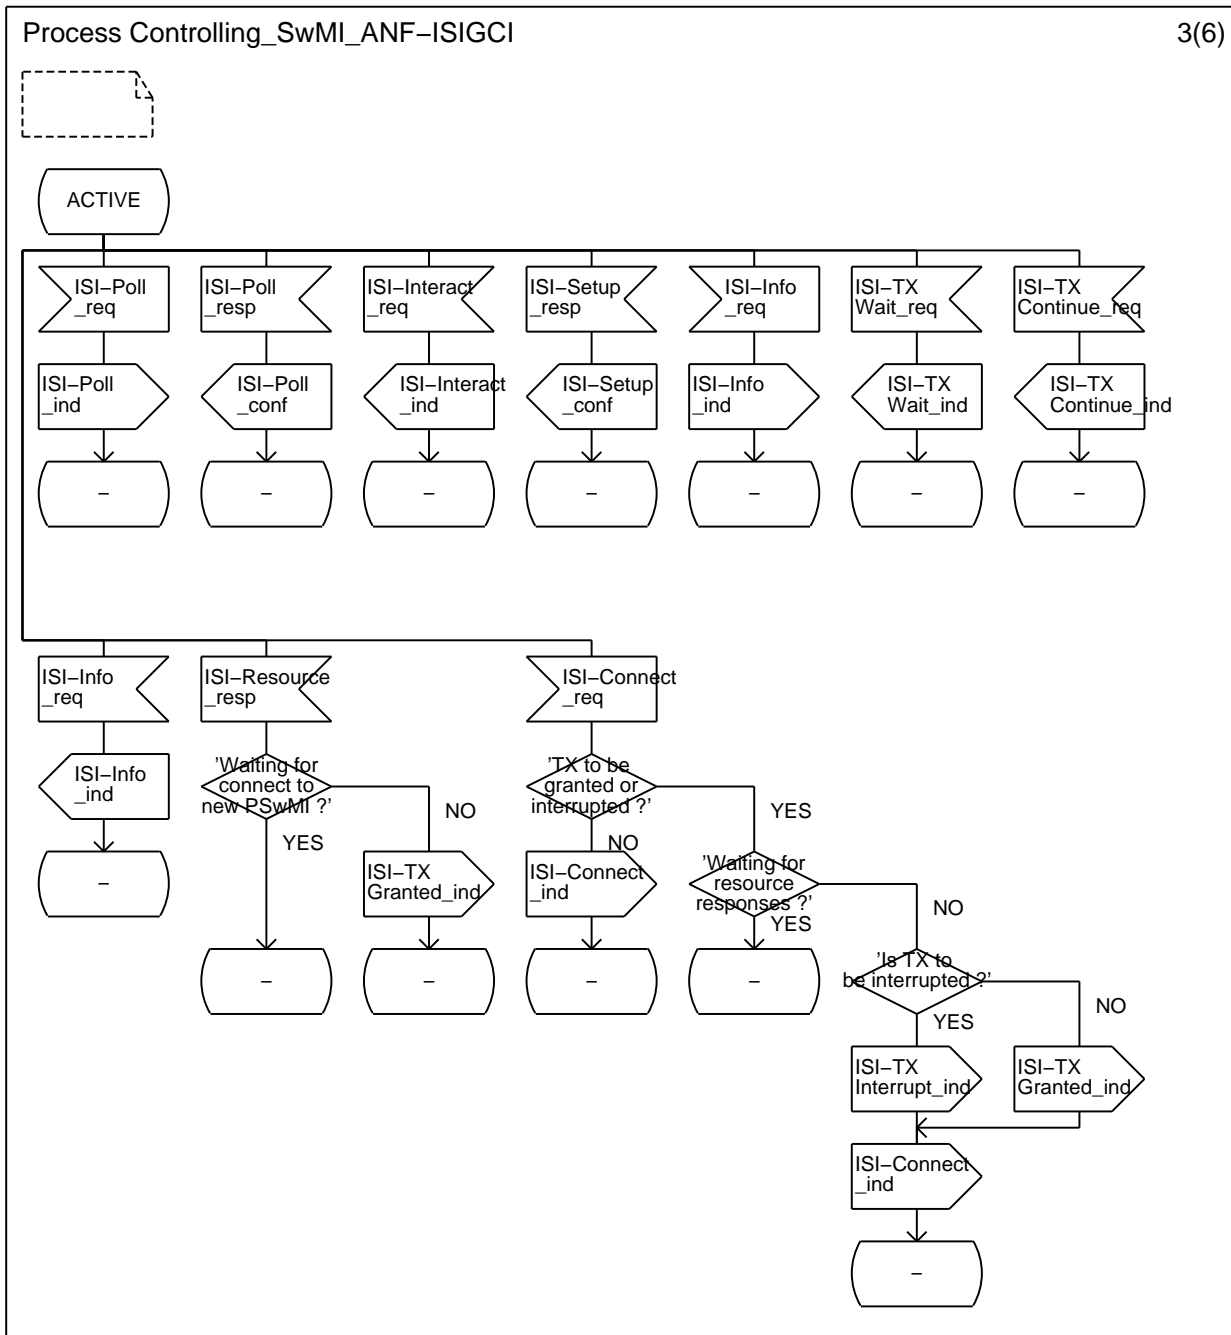 Process Controlling_SwMI_ANF−ISIGCI
3(6)
ACTIVE
ISI−Poll
_req
ISI−Poll
_resp
ISI−Interact
_req
ISI−Setup
_resp
ISI−Info
_req
ISI−TX
Wait_req
ISI−TX
Continue_req
ISI−Poll
_ind
ISI−Poll
_conf
ISI−Interact
_ind
ISI−Setup
_conf
ISI−Info
_ind
ISI−TX
Wait_ind
ISI−TX
Continue_ind
−
−
−
−
−
−
−
ISI−Info
_req
ISI−Resource
_resp
ISI−Connect
_req
ISI−Info
_ind
'Waiting for
connect to
new PSwMI ?'
NO
YES
'TX to be
granted or
interrupted ?'
YES
NO
−
ISI−TX
Granted_ind
ISI−Connect
_ind
'Waiting for
resource
responses ?'
NO
YES
−
−
−
−
'Is TX to
be interrupted ?'
NO
YES
ISI−TX
Interrupt_ind
ISI−TX
Granted_ind
ISI−Connect
_ind
−